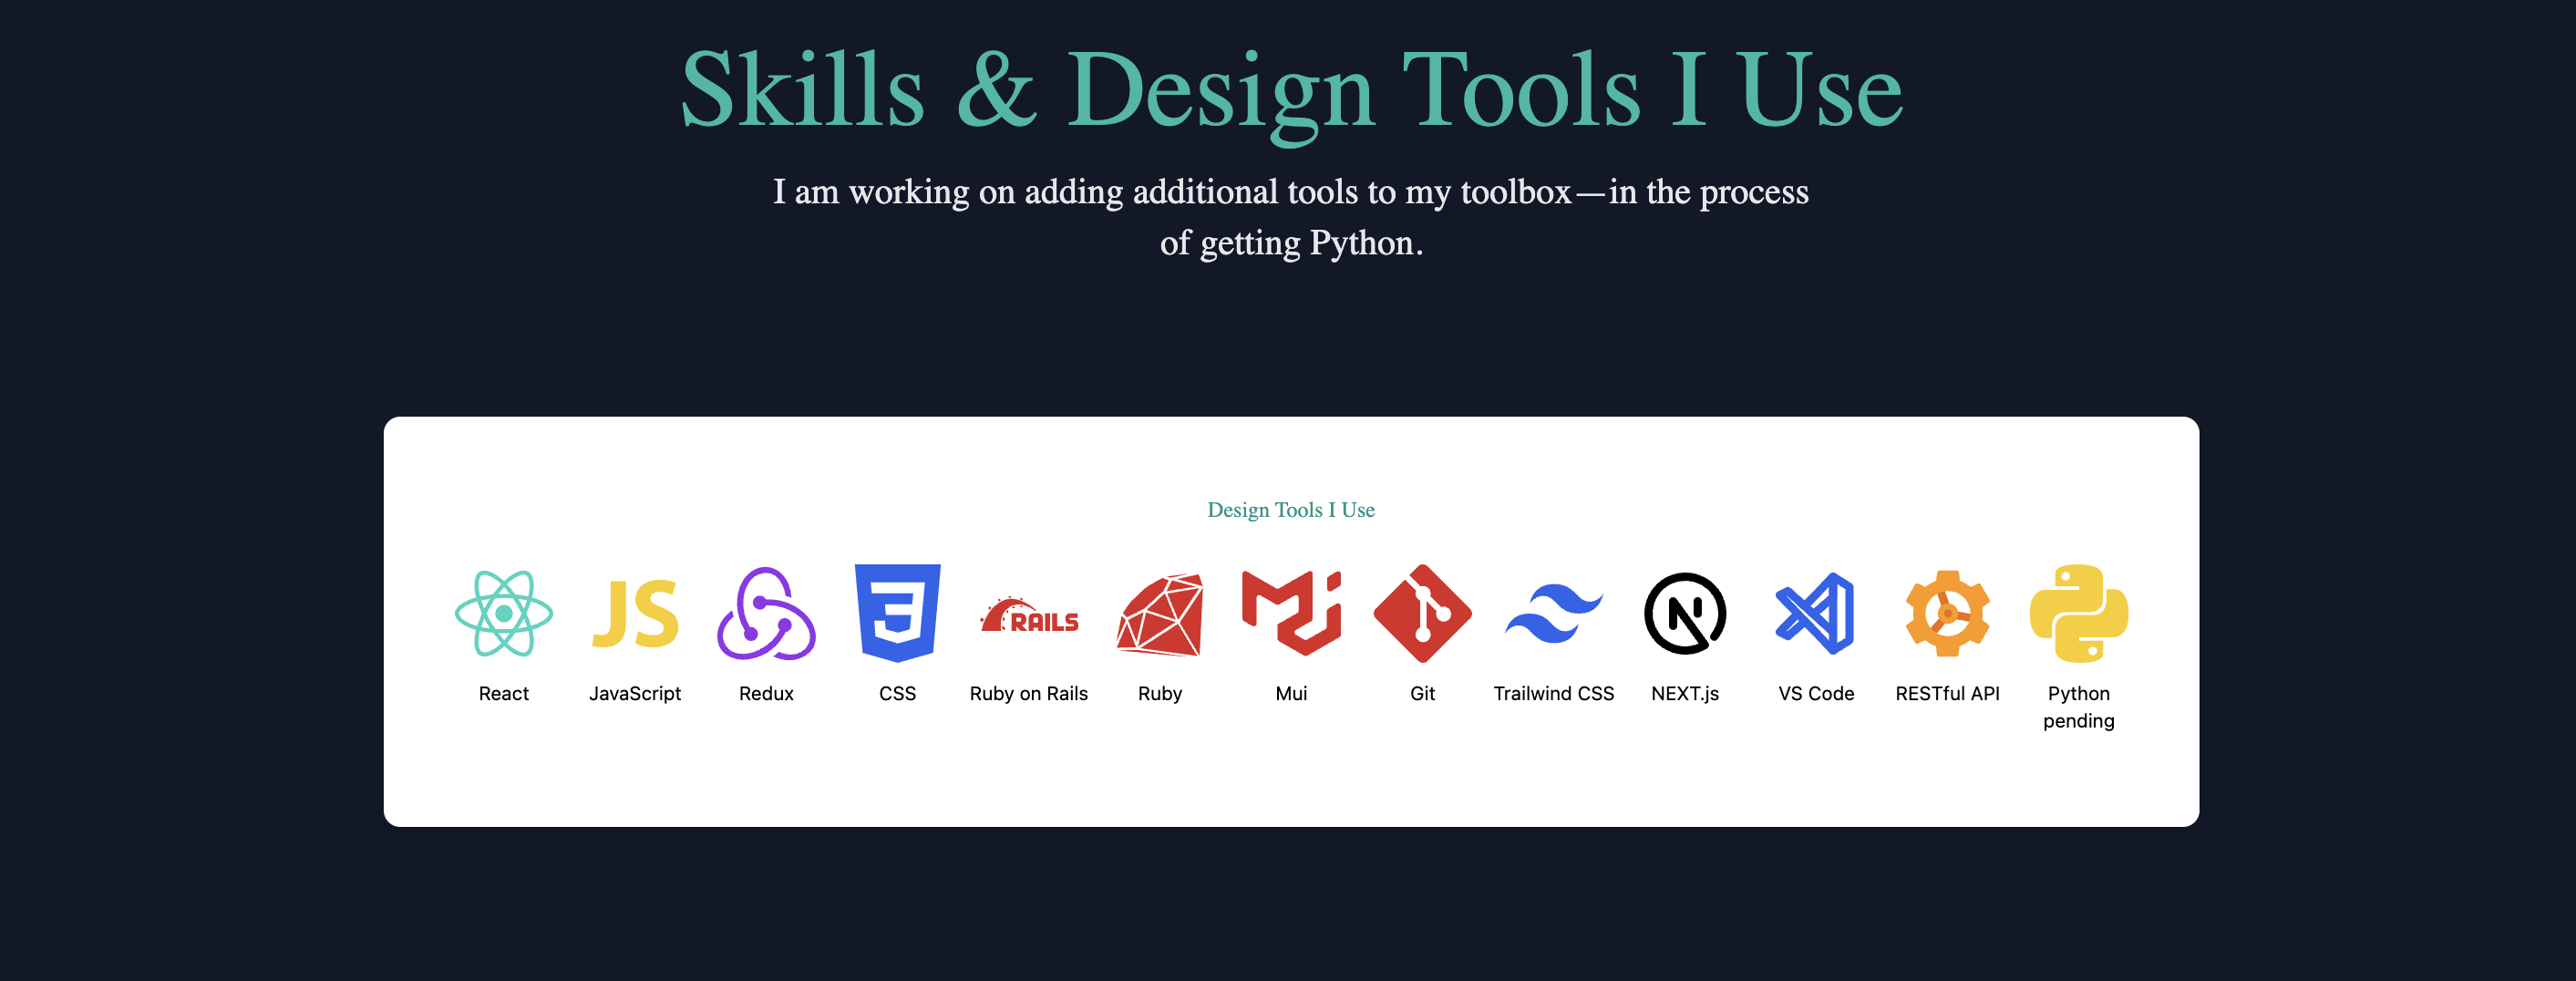 Skills & Design Tools I Use
I am working on adding additional tools to my toolbox—in the process
of getting Python.
Design Tools I Use
JS
3
RAILS
N
React
JavaScript
Redux
CSS
Ruby on Rails
Ruby
Mui
Git
Trailwind CSS
NEXT.js
VS Code
RESTful API
Python
pending